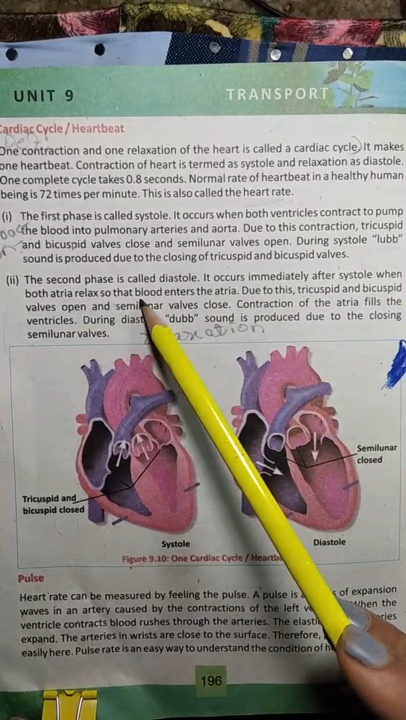 UNIT 9 TRANSPORT
Cardiac Cycle / Heartbeat
One contraction and one relaxation of the heart is called a cardiac cycle. It makes
one heartbeat. Contraction of heart is termed as systole and relaxation as diastole.
One complete cycle takes 0.8 seconds. Normal rate of heartbeat in a healthy human
being is 72 times per minute. This is also called the heart rate.
(i) The first phase is called systole. It occurs when both ventricles contract to pump
the blood into pulmonary arteries and aorta. Due to this contraction, tricuspid
and bicuspid valves close and semilunar valves open. During systole "lubb"
sound is produced due to the closing of tricuspid and bicuspid valves.
(ii) The second phase is called diastole. It occurs immediately after systole when
both atria relax so that blood enters the atria. Due to this, tricuspid and bicuspid
valves open and semilunar valves close. Contraction of the atria fills the
ventricles. During "dubb" sound is produced due to the closing
semilunar valves.
Semilunar
closed
Tricuspid and
bicuspid closed
Systole
Diastole
Figure 9.10: One Cardiac Cycle /
Pulse
Heart rate can be measured by feeling the pulse. A pulse is of expansion
waves in an artery caused by the contractions of the left When the
ventricle contracts blood rushes through the arteries. The
expand. The arteries in wrists are close to the surface. Therefore,
easily here. Pulse rate is an easy way to understand the condition of
196